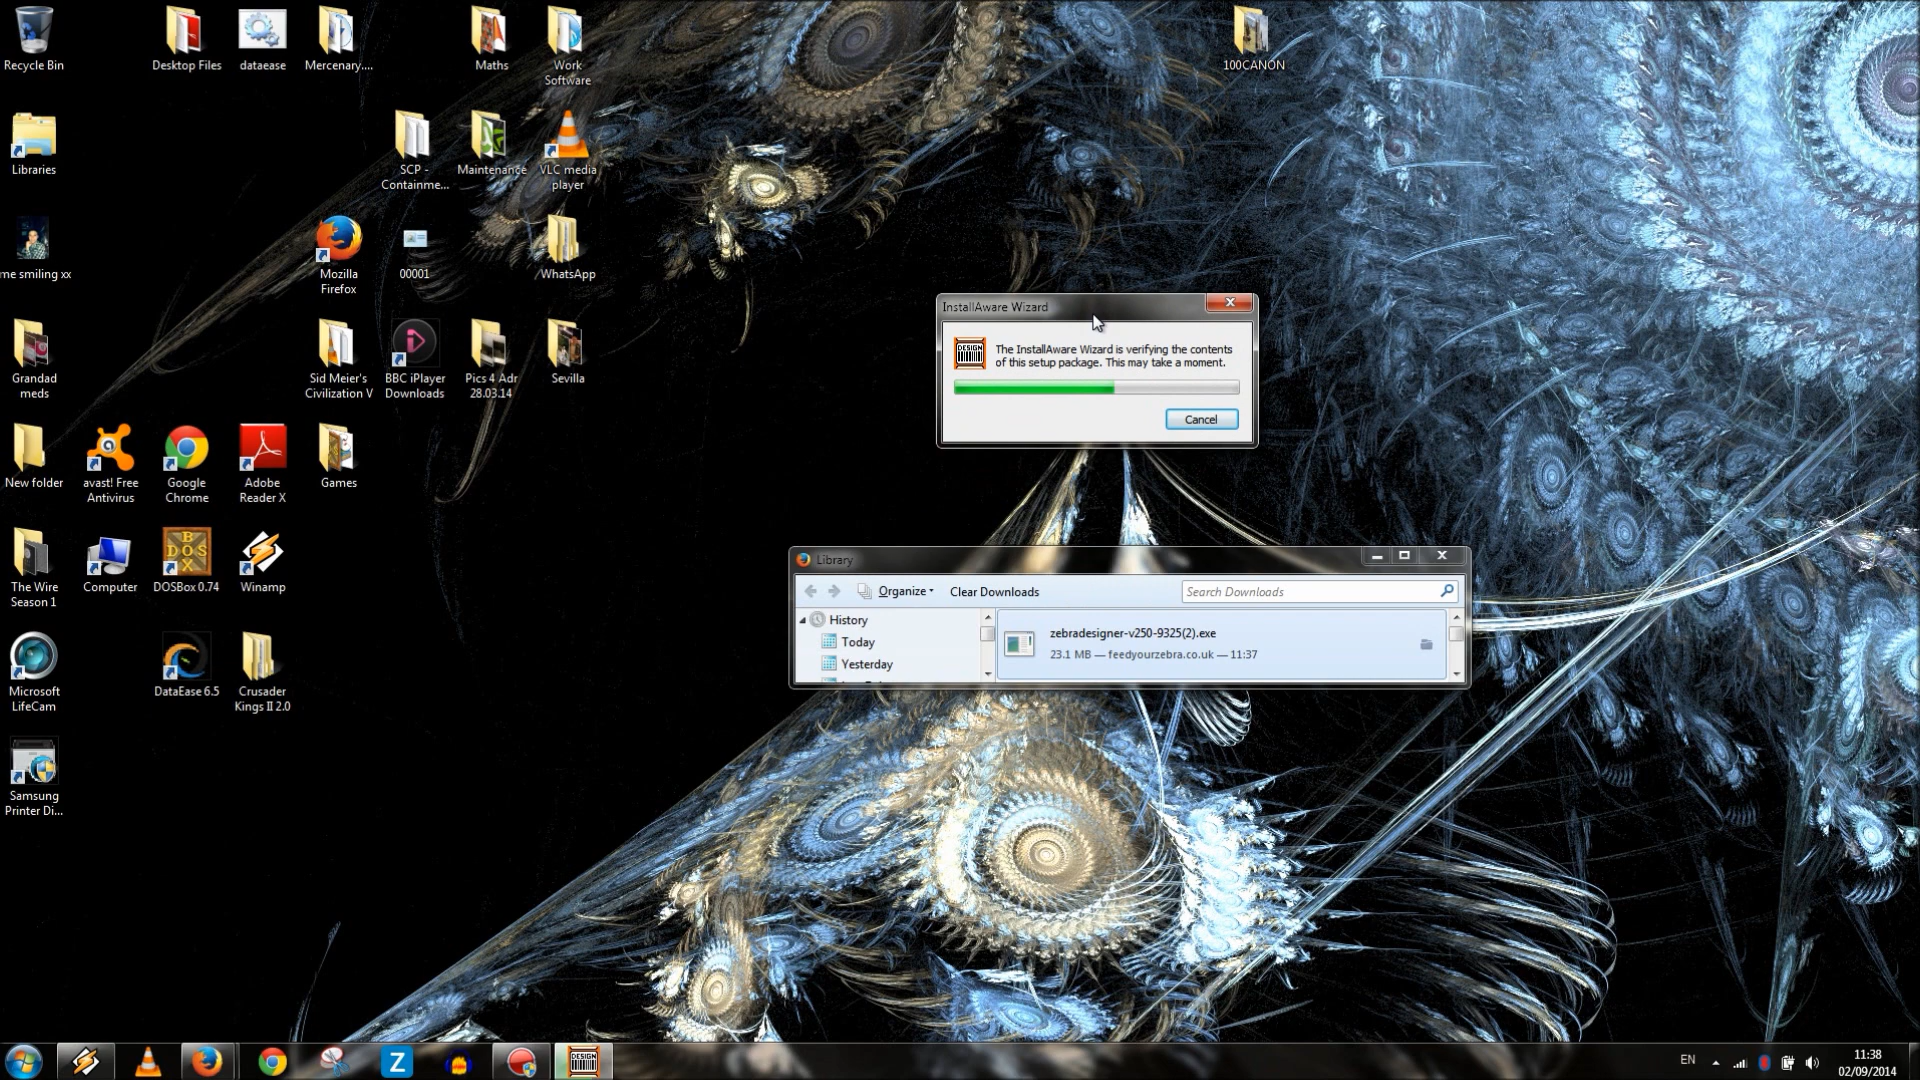 Recycle Bin
Desktop Files
dataease
Mercenary....
Maths
Work
Software
100CANON
Libraries
SCP -
Containme...
Maintenance
VLC media
player
me smiling xx
Mozilla
Firefox
00001
WhatsApp
Grandad
meds
Sid Meier's
Civilization V
BBC iPlayer
Downloads
Pics 4 Adr
28.03.14
Sevilla
New folder
avast! Free
Antivirus
Google
Chrome
Adobe
Reader X
Games
The Wire
Season 1
Computer
DOSBox 0.74
Winamp
Microsoft
LifeCam
DataEase 6.5
Crusader
Kings II 2.0
Samsung
Printer Di...
InstallAware Wizard
DESIGN
The InstallAware Wizard is verifying the contents
of this setup package. This may take a moment.
Cancel
Library
Organize
Clear Downloads
Search Downloads
History
Today
Yesterday
zebradesigner-v250-9325(2).exe
23.1 MB — feedyourzebra.co.uk — 11:37
Z
DESIGN
EN
11:38
02/09/2014